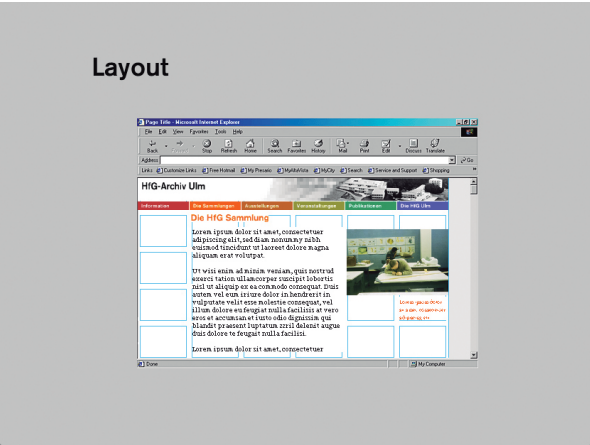 Layout
Page Title - Microsoft Internet Explorer
File Edit View Favorites Tools Help
Back Stop Refresh Home Search Favorites History Mail Print Edit Discuss Translate
Address Go
Links Customize Links Free Hotmail My Presario MyAltaVista MyCity Search Service and Support Shopping
HfG-Archiv Ulm
Information Die Sammlungen Ausstellungen Veranstaltungen Publikationen Die HfG Ulm
Die HfG Sammlung
Lorem ipsum dolor sit amet, consectetuer
adipiscing elit, sed diam nonummy nibh
euismod tincidunt ut laoreet dolore magna
aliquam erat volutpat.
Ut wisi enim ad minim veniam, quis nostrud
exerci tation ullamcorper suscipit lobortis
nisl ut aliquip ex ea commodo consequat. Duis
autem vel eum iriure dolor in hendrerit in
vulputate velit esse molestie consequat, vel
illum dolore eu feugiat nulla facilisis at vero
eros et accumsan et iusto odio dignissim qui
blandit praesent luptatum zzril delenit augue
duis dolore te feugait nulla facilisi.
Lorem ipsum dolor sit amet, consectetuer
Done My Computer